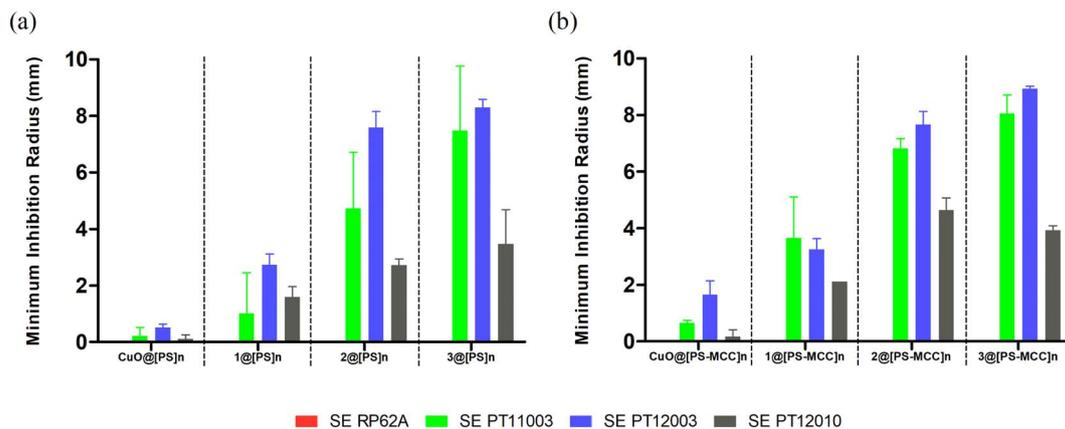 (a)
Minimum Inhibition Radius (mm)
10
8
6
4
2
0
CuO@[PS]n 1@[PS]n 2@[PS]n 3@[PS]n
(b)
Minimum Inhibition Radius (mm)
10
8
6
4
2
0
CuO@[PS-MCC]n 1@[PS-MCC]n 2@[PS-MCC]n 3@[PS-MCC]n
SE RP62A SE PT11003 SE PT12003 SE PT12010